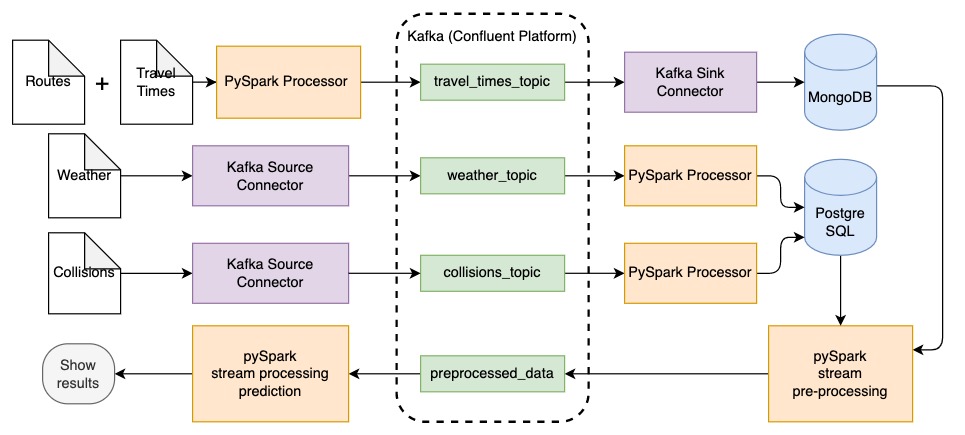 Kafka (Confluent Platform)
Routes
+
Travel
Times
PySpark Processor
travel_times_topic
Kafka Sink
Connector
MongoDB
Weather
Kafka Source
Connector
weather_topic
PySpark Processor
Postgre
SQL
Collisions
Kafka Source
Connector
collisions_topic
PySpark Processor
Show
results
pySpark
stream processing
prediction
preprocessed_data
pySpark
stream
pre-processing